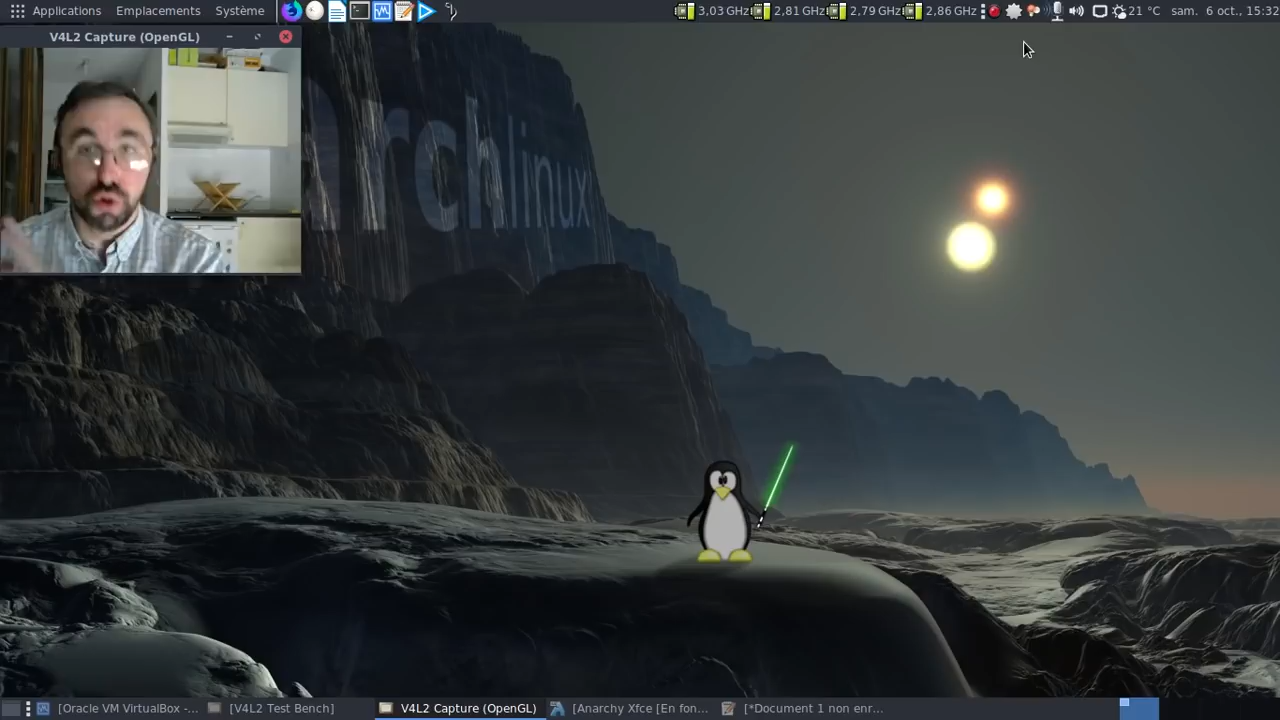 Applications Emplacements Système 3,03 GHz 2,81 GHz 2,79 GHz 2,86 GHz 21 °C sam. 6 oct., 15:32
V4L2 Capture (OpenGL)
archlinux
[Oracle VM VirtualBox -... [V4L2 Test Bench] V4L2 Capture (OpenGL) [Anarchy Xfce [En fon... [*Document 1 non enr...